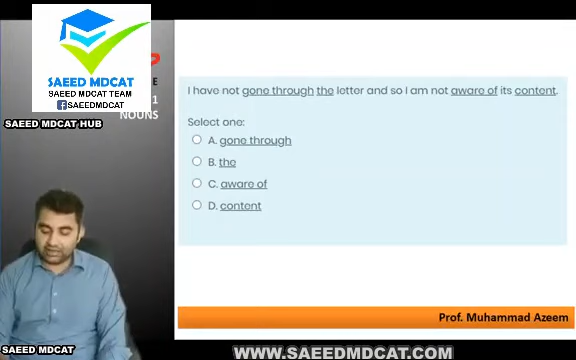 SAEED MDCAT
SAEED MDCAT TEAM
SAEEDMDCAT
E
1
NOUNS
SAEED MDCAT HUB
I have not gone through the letter and so I am not aware of its content.
Select one:
A. gone through
B. the
C. aware of
D. content
Prof. Muhammad Azeem
SAEED MDCAT
WWW.SAEEDMDCAT.COM